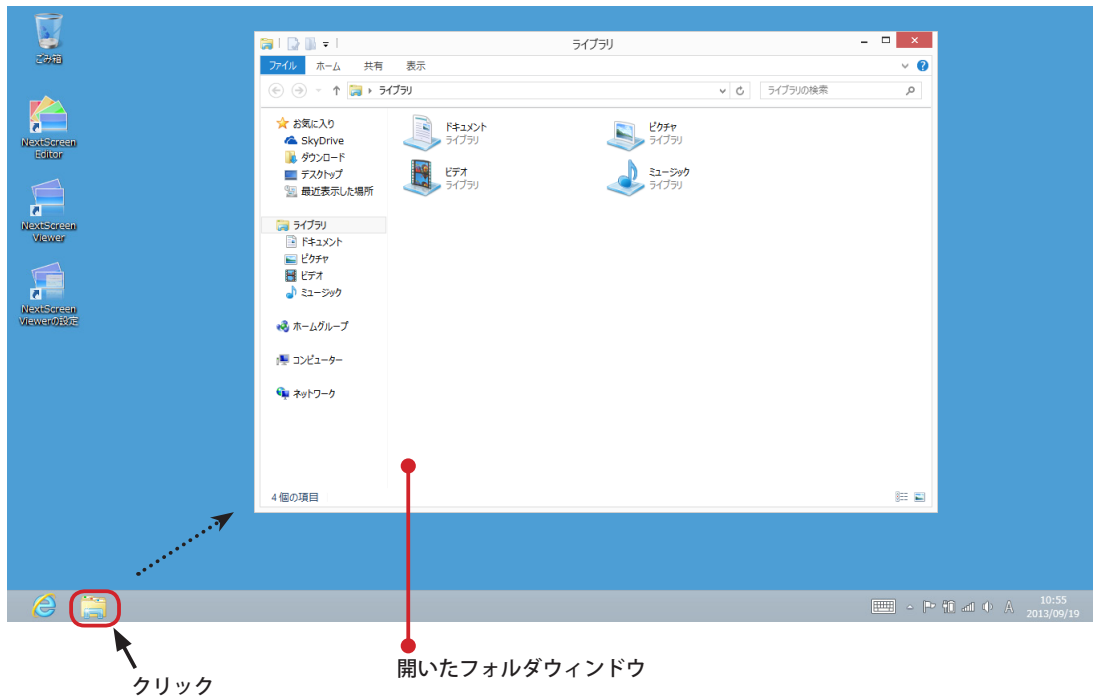 ごみ箱
NextScreen
Editor
NextScreen
Viewer
NextScreen
Viewerの設定
ライブラリ
ファイル ホーム 共有 表示
ライブラリ
ライブラリの検索
お気に入り
SkyDrive
ダウンロード
デスクトップ
最近表示した場所
ライブラリ
ドキュメント
ピクチャ
ビデオ
ミュージック
ホームグループ
コンピューター
ネットワーク
ドキュメント
ライブラリ
ピクチャ
ライブラリ
ビデオ
ライブラリ
ミュージック
ライブラリ
4 個の項目
A
10:55
2013/09/19
クリック
開いたフォルダウィンドウ